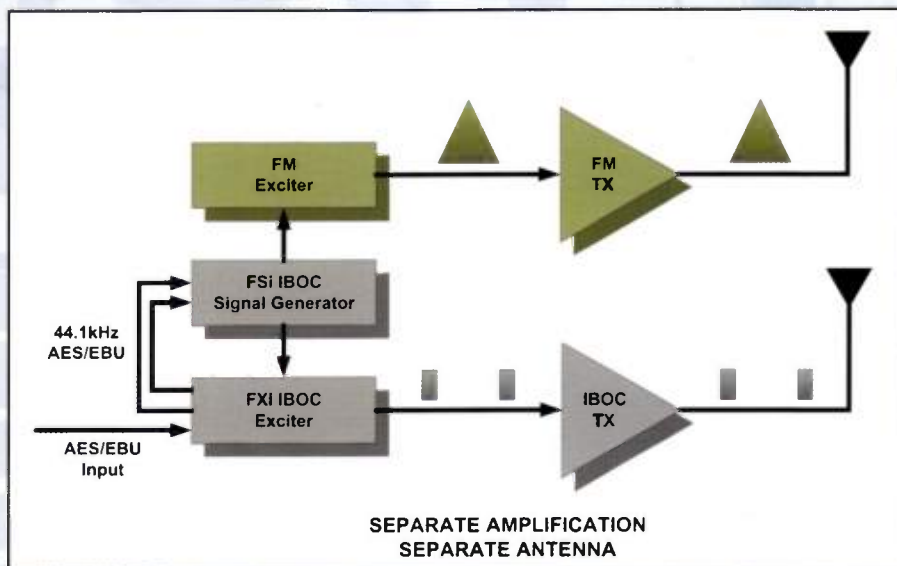 FM
Exciter
FM
TX
FSi IBOC
Signal Generator
44.1kHz
AES/EBU
FXI IBOC
Exciter
IBOC
TX
AES/EBU
Input
SEPARATE AMPLIFICATION
SEPARATE ANTENNA